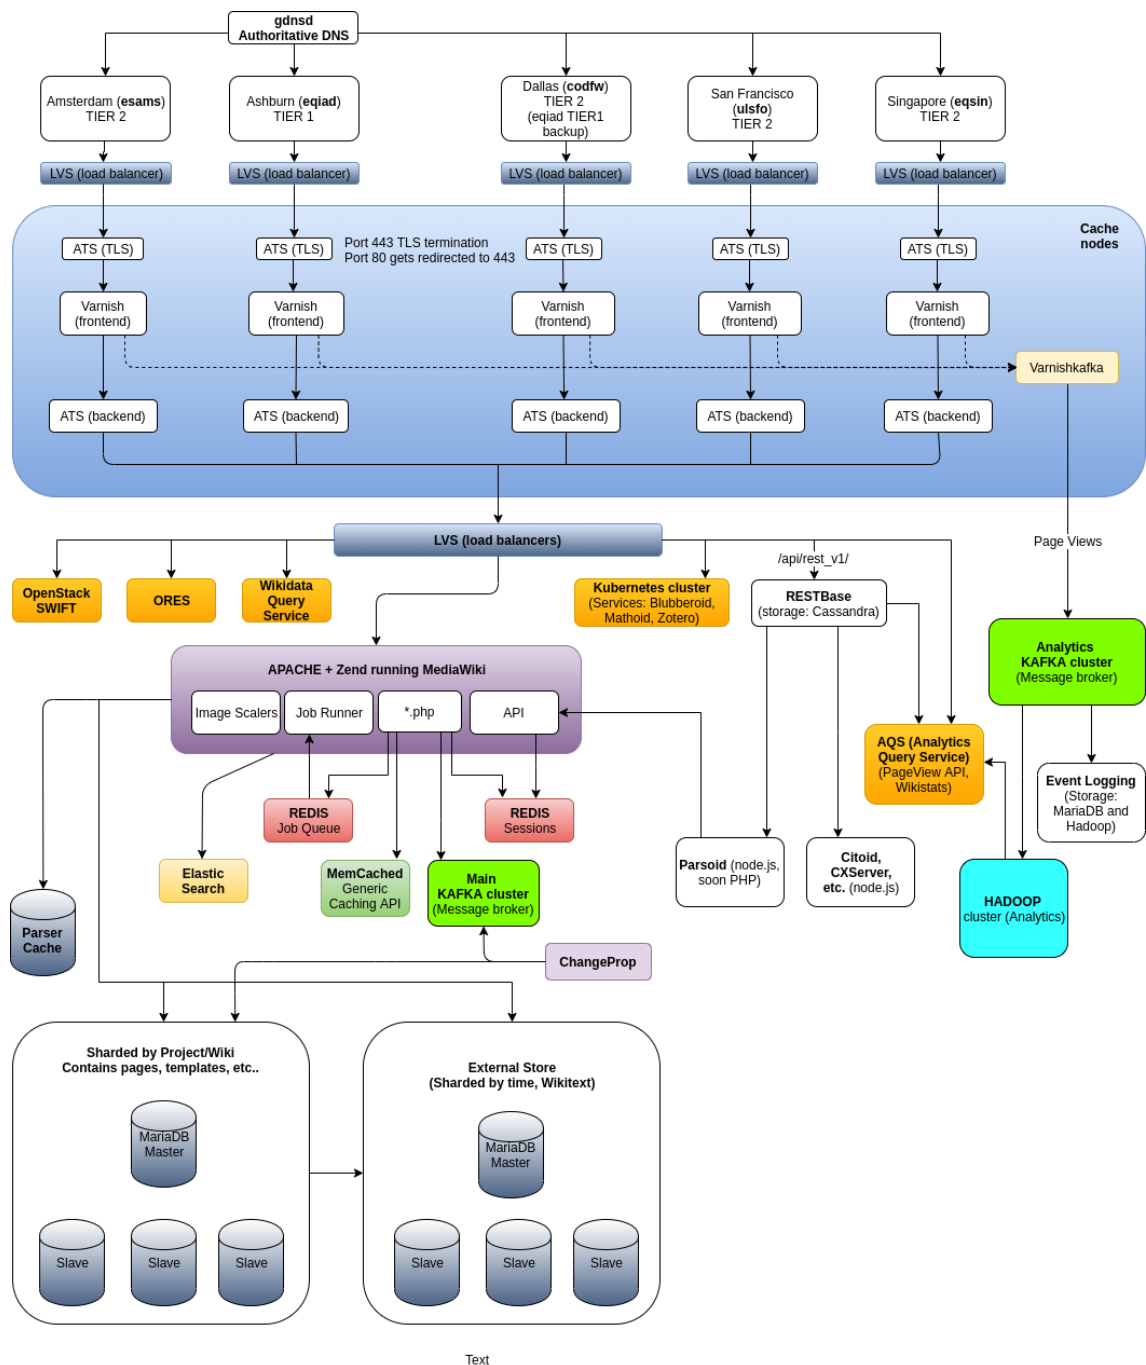 gdnsd
Authoritative DNS
Amsterdam (esams)
TIER 2
Ashburn (eqiad)
TIER 1
Dallas (codfw)
TIER 2
(eqiad TIER1
backup)
San Francisco
(ulsfo)
TIER 2
Singapore (eqsin)
TIER 2
LVS (load balancer)
LVS (load balancer)
LVS (load balancer)
LVS (load balancer)
LVS (load balancer)
Cache
nodes
ATS (TLS)
ATS (TLS)
Port 443 TLS termination
Port 80 gets redirected to 443
ATS (TLS)
ATS (TLS)
ATS (TLS)
Varnish
(frontend)
Varnish
(frontend)
Varnish
(frontend)
Varnish
(frontend)
Varnish
(frontend)
Varnishkafka
ATS (backend)
ATS (backend)
ATS (backend)
ATS (backend)
ATS (backend)
LVS (load balancers)
Page Views
/api/rest_v1/
OpenStack
SWIFT
ORES
Wikidata
Query
Service
Kubernetes cluster
(Services: Blubberoid,
Mathoid, Zotero)
RESTBase
(storage: Cassandra)
Analytics
KAFKA cluster
(Message broker)
APACHE + Zend running MediaWiki
Image Scalers
Job Runner
*.php
API
AQS (Analytics
Query Service)
(PageView API,
Wikistats)
Event Logging
(Storage:
MariaDB and
Hadoop)
REDIS
Job Queue
REDIS
Sessions
Elastic
Search
MemCached
Generic
Caching API
Main
KAFKA cluster
(Message broker)
Parsoid (node.js,
soon PHP)
Citoid,
CXServer,
etc. (node.js)
HADOOP
cluster (Analytics)
Parser
Cache
ChangeProp
Sharded by Project/Wiki
Contains pages, templates, etc..
MariaDB
Master
Slave
Slave
Slave
External Store
(Sharded by time, Wikitext)
MariaDB
Master
Slave
Slave
Slave
Text